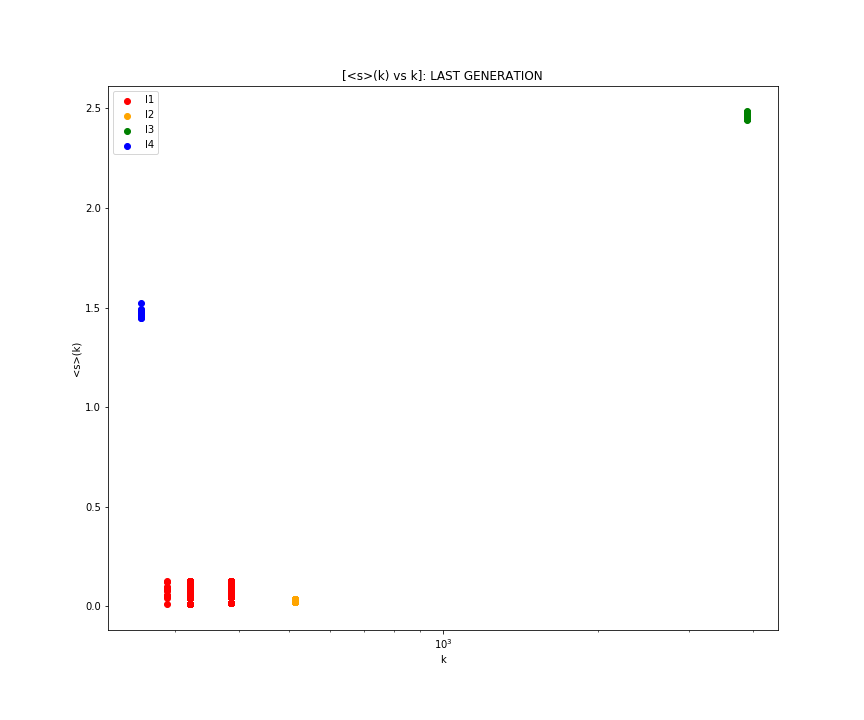 [<s>(k) vs k]: LAST GENERATION
l1
l2
l3
l4
2.5
2.0
1.5
1.0
0.5
0.0
<s>(k)
10³
k